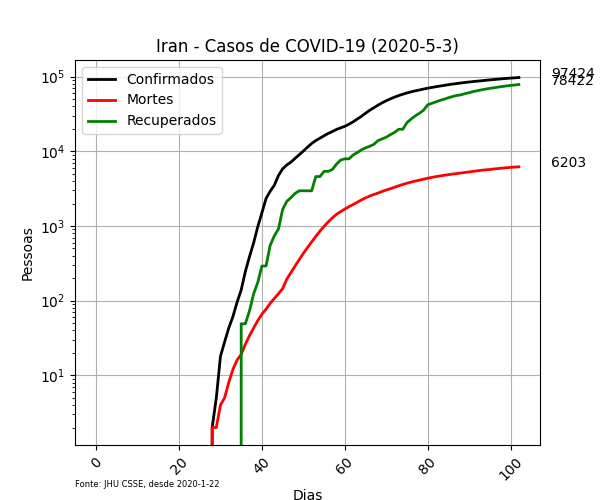 Iran - Casos de COVID-19 (2020-5-3)
Confirmados
Mortes
Recuperados
97424
78422
6203
Pessoas
10⁵
10⁴
10³
10²
10¹
0 20 40 60 80 100
Fonte: JHU CSSE, desde 2020-1-22
Dias